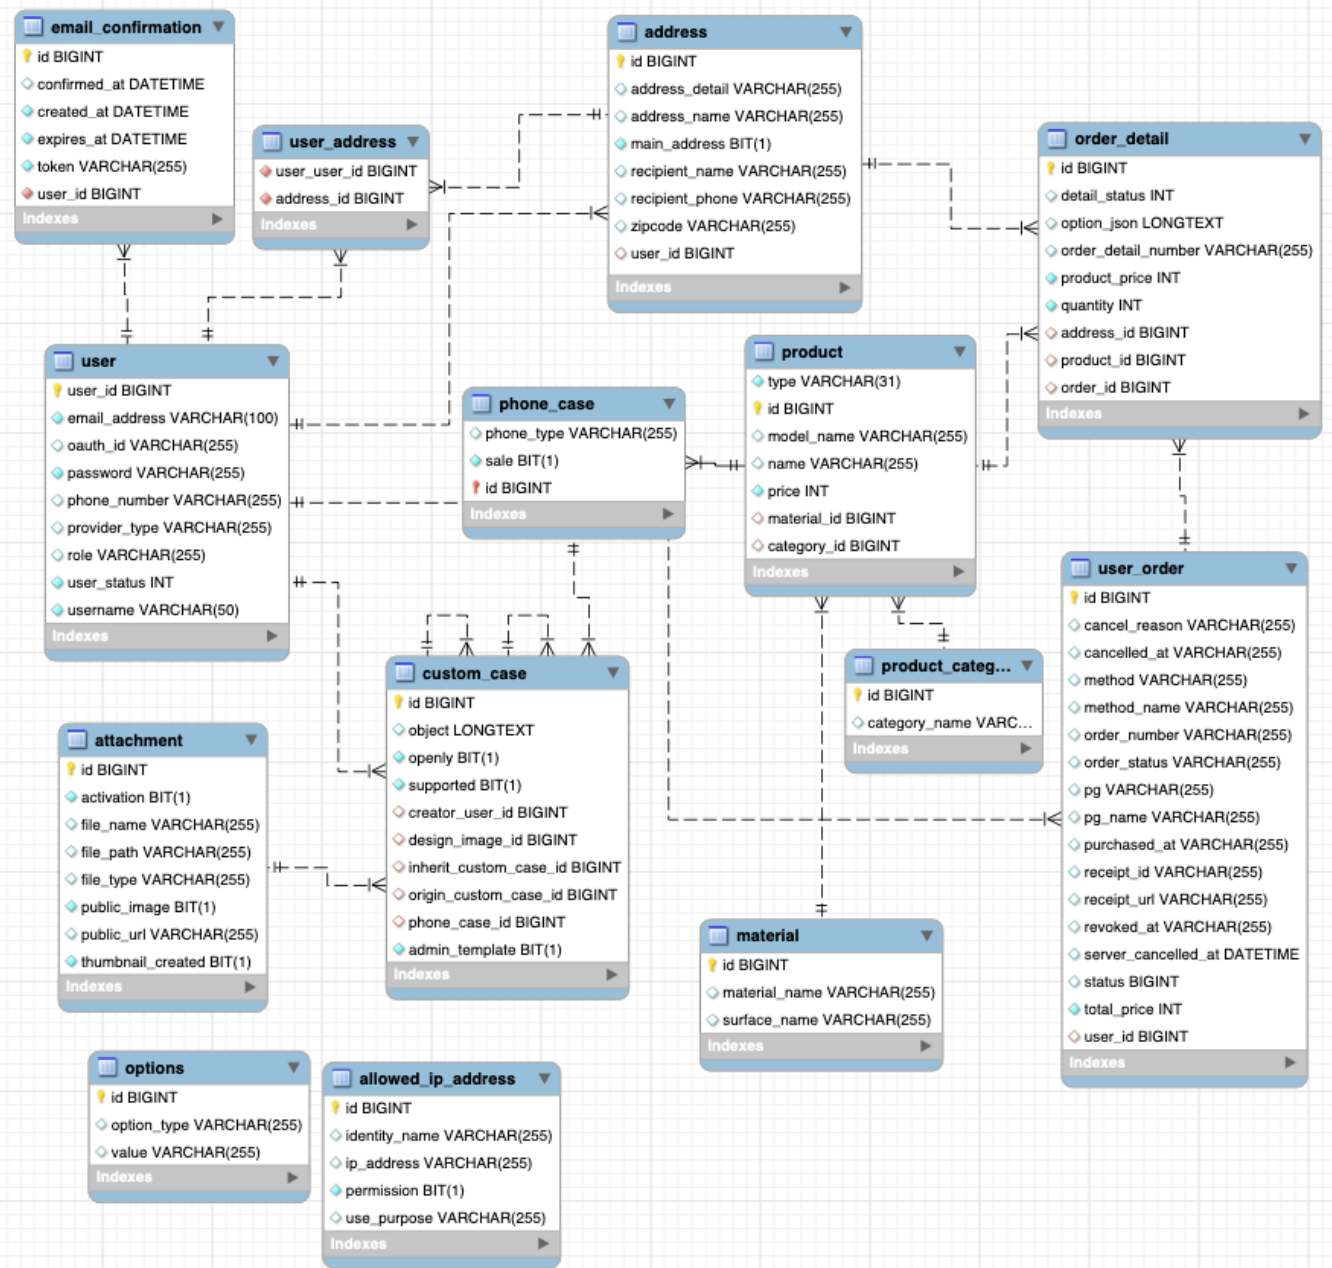 email_confirmation
id BIGINT
confirmed_at DATETIME
created_at DATETIME
expires_at DATETIME
token VARCHAR(255)
user_id BIGINT
Indexes
user_address
user_user_id BIGINT
address_id BIGINT
Indexes
address
id BIGINT
address_detail VARCHAR(255)
address_name VARCHAR(255)
main_address BIT(1)
recipient_name VARCHAR(255)
recipient_phone VARCHAR(255)
zipcode VARCHAR(255)
user_id BIGINT
Indexes
order_detail
id BIGINT
detail_status INT
option_json LONGTEXT
order_detail_number VARCHAR(255)
product_price INT
quantity INT
address_id BIGINT
product_id BIGINT
order_id BIGINT
Indexes
user
user_id BIGINT
email_address VARCHAR(100)
oauth_id VARCHAR(255)
password VARCHAR(255)
phone_number VARCHAR(255)
provider_type VARCHAR(255)
role VARCHAR(255)
user_status INT
username VARCHAR(50)
Indexes
phone_case
phone_type VARCHAR(255)
sale BIT(1)
id BIGINT
Indexes
product
type VARCHAR(31)
id BIGINT
model_name VARCHAR(255)
name VARCHAR(255)
price INT
material_id BIGINT
category_id BIGINT
Indexes
user_order
id BIGINT
cancel_reason VARCHAR(255)
cancelled_at VARCHAR(255)
method VARCHAR(255)
method_name VARCHAR(255)
order_number VARCHAR(255)
order_status VARCHAR(255)
pg VARCHAR(255)
pg_name VARCHAR(255)
purchased_at VARCHAR(255)
receipt_id VARCHAR(255)
receipt_url VARCHAR(255)
revoked_at VARCHAR(255)
server_cancelled_at DATETIME
status BIGINT
total_price INT
user_id BIGINT
Indexes
custom_case
id BIGINT
object LONGTEXT
openly BIT(1)
supported BIT(1)
creator_user_id BIGINT
design_image_id BIGINT
inherit_custom_case_id BIGINT
origin_custom_case_id BIGINT
phone_case_id BIGINT
admin_template BIT(1)
Indexes
product_categ...
id BIGINT
category_name VARC...
Indexes
attachment
id BIGINT
activation BIT(1)
file_name VARCHAR(255)
file_path VARCHAR(255)
file_type VARCHAR(255)
public_image BIT(1)
public_url VARCHAR(255)
thumbnail_created BIT(1)
Indexes
material
id BIGINT
material_name VARCHAR(255)
surface_name VARCHAR(255)
Indexes
options
id BIGINT
option_type VARCHAR(255)
value VARCHAR(255)
Indexes
allowed_ip_address
id BIGINT
identity_name VARCHAR(255)
ip_address VARCHAR(255)
permission BIT(1)
use_purpose VARCHAR(255)
Indexes